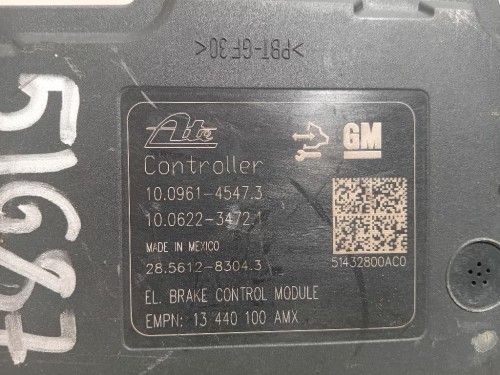 >PBT-GF30<
51687
Ate
GM
Controller
10.0961-4547.3
10.0622-3472.1
MADE IN MEXICO
28.5612-8304.3
51432800AC0
EL. BRAKE CONTROL MODULE
EMPN: 13 440 100 AMX